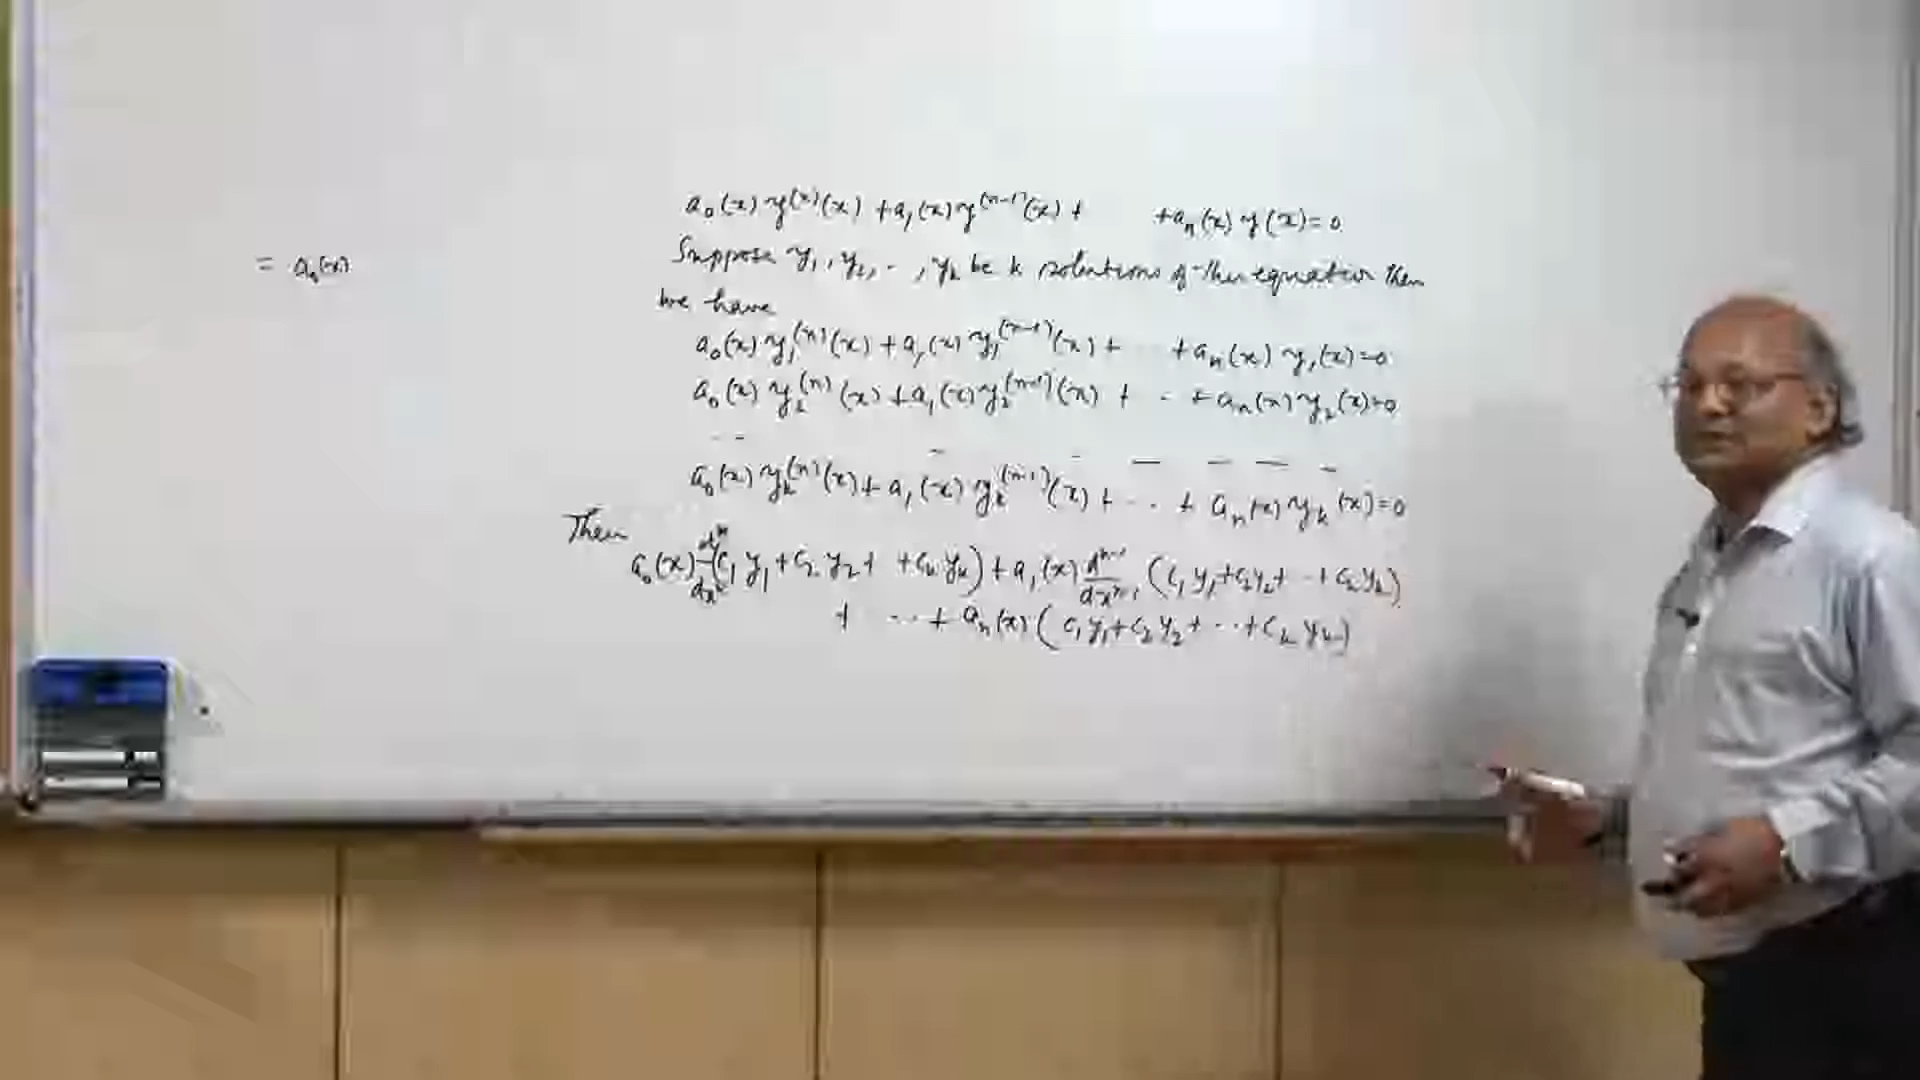 a₀(x) y⁽ⁿ⁾(x) + a₁(x) y⁽ⁿ⁻¹⁾(x) + + aₙ(x) y(x) = 0
Suppose y₁, y₂, .. , yₖ be k solutions of the equation then
we have
a₀(x) y₁⁽ⁿ⁾(x) + a₁(x) y₁⁽ⁿ⁻¹⁾(x) + .. + aₙ(x) y₁(x) = 0
a₀(x) y₂⁽ⁿ⁾(x) + a₁(x) y₂⁽ⁿ⁻¹⁾(x) + .. + aₙ(x) y₂(x) = 0
a₀(x) yₖ⁽ⁿ⁾(x) + a₁(x) yₖ⁽ⁿ⁻¹⁾(x) + .. + aₙ(x) yₖ(x) = 0
Then
a₀(x) dⁿ/dxⁿ (c₁ y₁ + c₂ y₂ + + cₖ yₖ) + a₁(x) dⁿ⁻¹/dxⁿ⁻¹ (c₁ y₁ + c₂ y₂ + .. + cₖ yₖ)
+ .. + aₙ(x) (c₁ y₁ + c₂ y₂ + .. + cₖ yₖ)
= a₀(x)